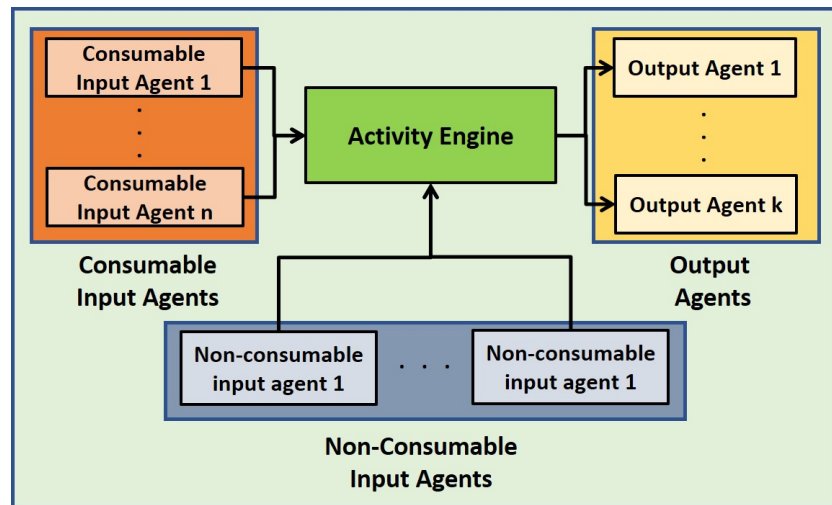 Consumable
Input Agent 1
.
.
.
Consumable
Input Agent n
Consumable
Input Agents
Activity Engine
Output Agent 1
.
.
.
Output Agent k
Output
Agents
Non-consumable
input agent 1
. . .
Non-consumable
input agent 1
Non-Consumable
Input Agents